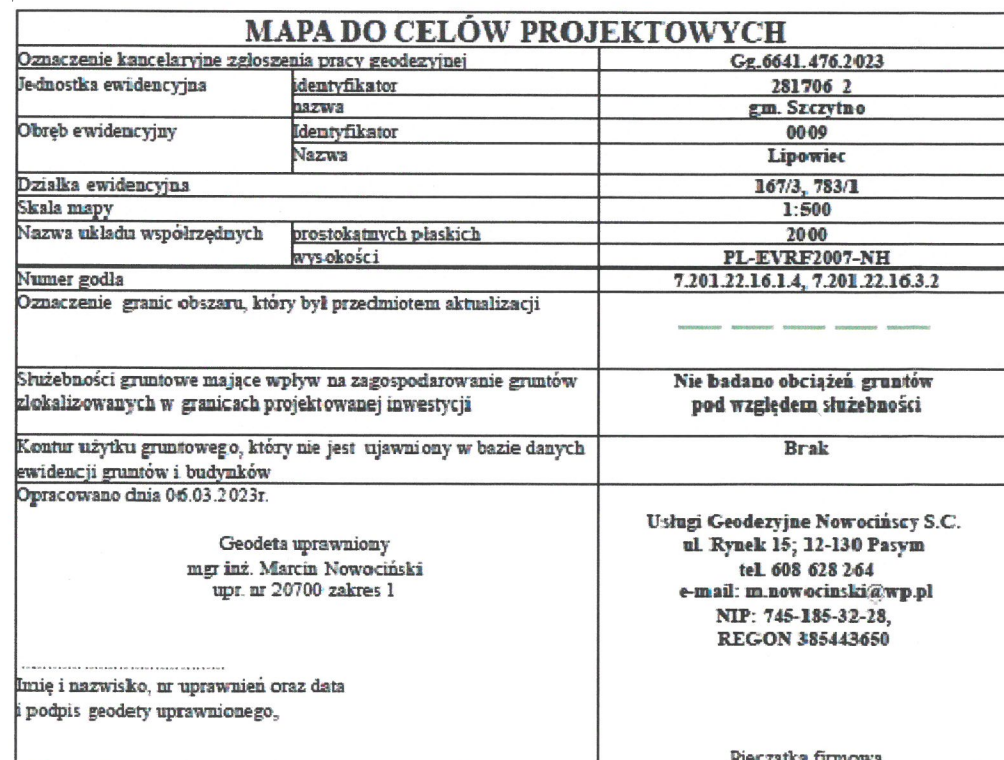 MAPA DO CELÓW PROJEKTOWYCH
Oznaczenie kancelaryjne zgłoszenia pracy geodezyjnej Gg.6641.476.2023
Jednostka ewidencyjna identyfikator 281706_2
nazwa gm. Szczytno
Obręb ewidencyjny Identyfikator 0009
Nazwa Lipowiec
Działka ewidencyjna 167/3, 783/1
Skala mapy 1:500
Nazwa układu współrzędnych prostokątnych płaskich 2000
wysokości PL-EVRF2007-NH
Numer godła 7.201.22.16.1.4, 7.201.22.16.3.2
Oznaczenie granic obszaru, który był przedmiotem aktualizacji
Służebności gruntowe mające wpływ na zagospodarowanie gruntów
zlokalizowanych w granicach projektowanej inwestycji
Nie badano obciążeń gruntów
pod względem służebności
Kontur użytku gruntowego, który nie jest ujawniony w bazie danych
ewidencji gruntów i budynków
Brak
Opracowano dnia 06.03.2023r.
Geodeta uprawniony
mgr inż. Marcin Nowociński
upr. nr 20700 zakres 1
Imię i nazwisko, nr uprawnień oraz data
i podpis geodety uprawnionego,
Usługi Geodezyjne Nowocińscy S.C.
ul. Rynek 15; 12-130 Pasym
tel. 608 628 264
e-mail: m.nowocinski@wp.pl
NIP: 745-185-32-28,
REGON 385443650
Pieczątka firmowa